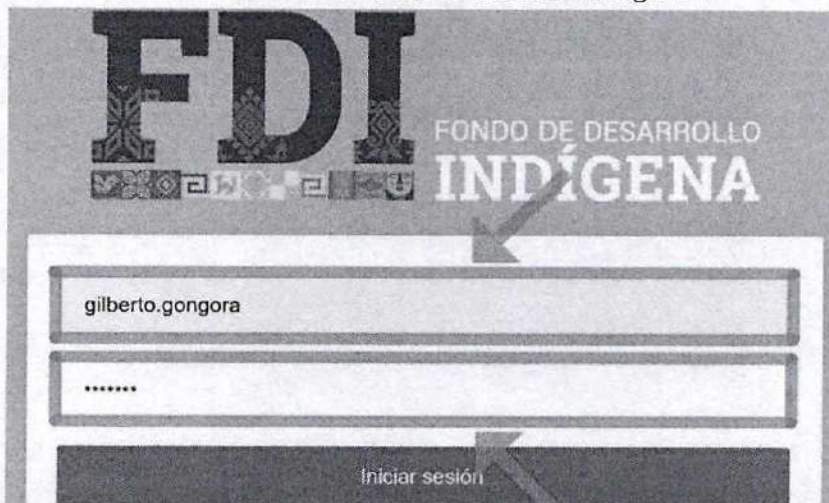 FDI
FONDO DE DESARROLLO
INDÍGENA
gilberto.gongora
•••••••
Iniciar sesión